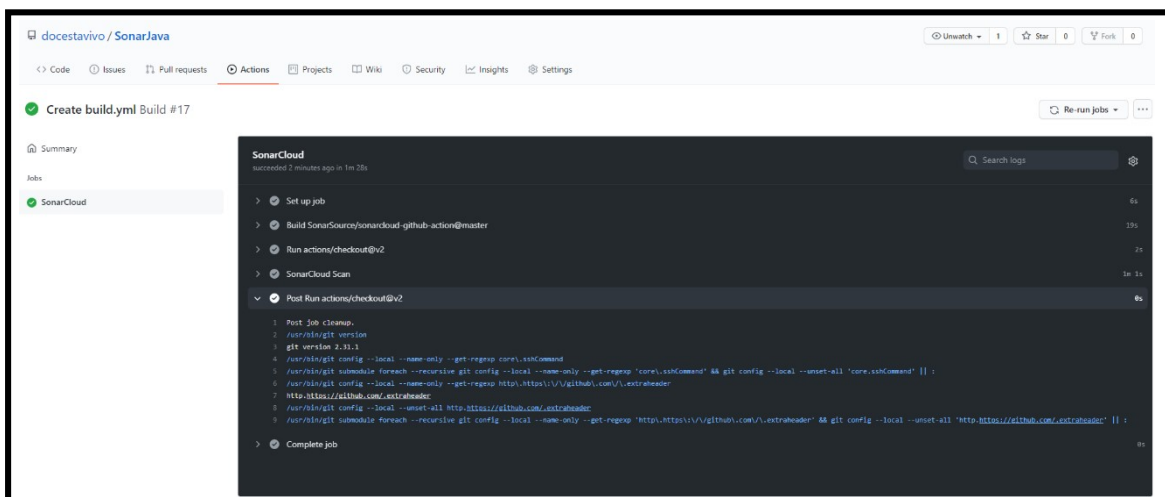 docestavivo / SonarJava
Unwatch 1 Star 0 Fork 0
<> Code Issues Pull requests Actions Projects Wiki Security Insights Settings
Create build.yml Build #17
Re-run jobs ...
Summary
Jobs
SonarCloud
SonarCloud
succeeded 2 minutes ago in 1m 28s
Search logs
Set up job 6s
Build SonarSource/sonarcloud-github-action@master 19s
Run actions/checkout@v2 2s
SonarCloud Scan 1m 1s
Post Run actions/checkout@v2 0s
1 Post job cleanup.
2 /usr/bin/git version
3 git version 2.31.1
4 /usr/bin/git config --local --name-only --get-regexp core\.sshCommand
5 /usr/bin/git submodule foreach --recursive git config --local --name-only --get-regexp 'core\.sshCommand' && git config --local --unset-all 'core.sshCommand' || :
6 /usr/bin/git config --local --name-only --get-regexp http\.https\:\/\/github\.com\/\.extraheader
7 http.https://github.com/.extraheader
8 /usr/bin/git config --local --unset-all http.https://github.com/.extraheader
9 /usr/bin/git submodule foreach --recursive git config --local --name-only --get-regexp 'http\.https\:\/\/github\.com\/\.extraheader' && git config --local --unset-all 'http.https://github.com/.extraheader' || :
Complete job 0s